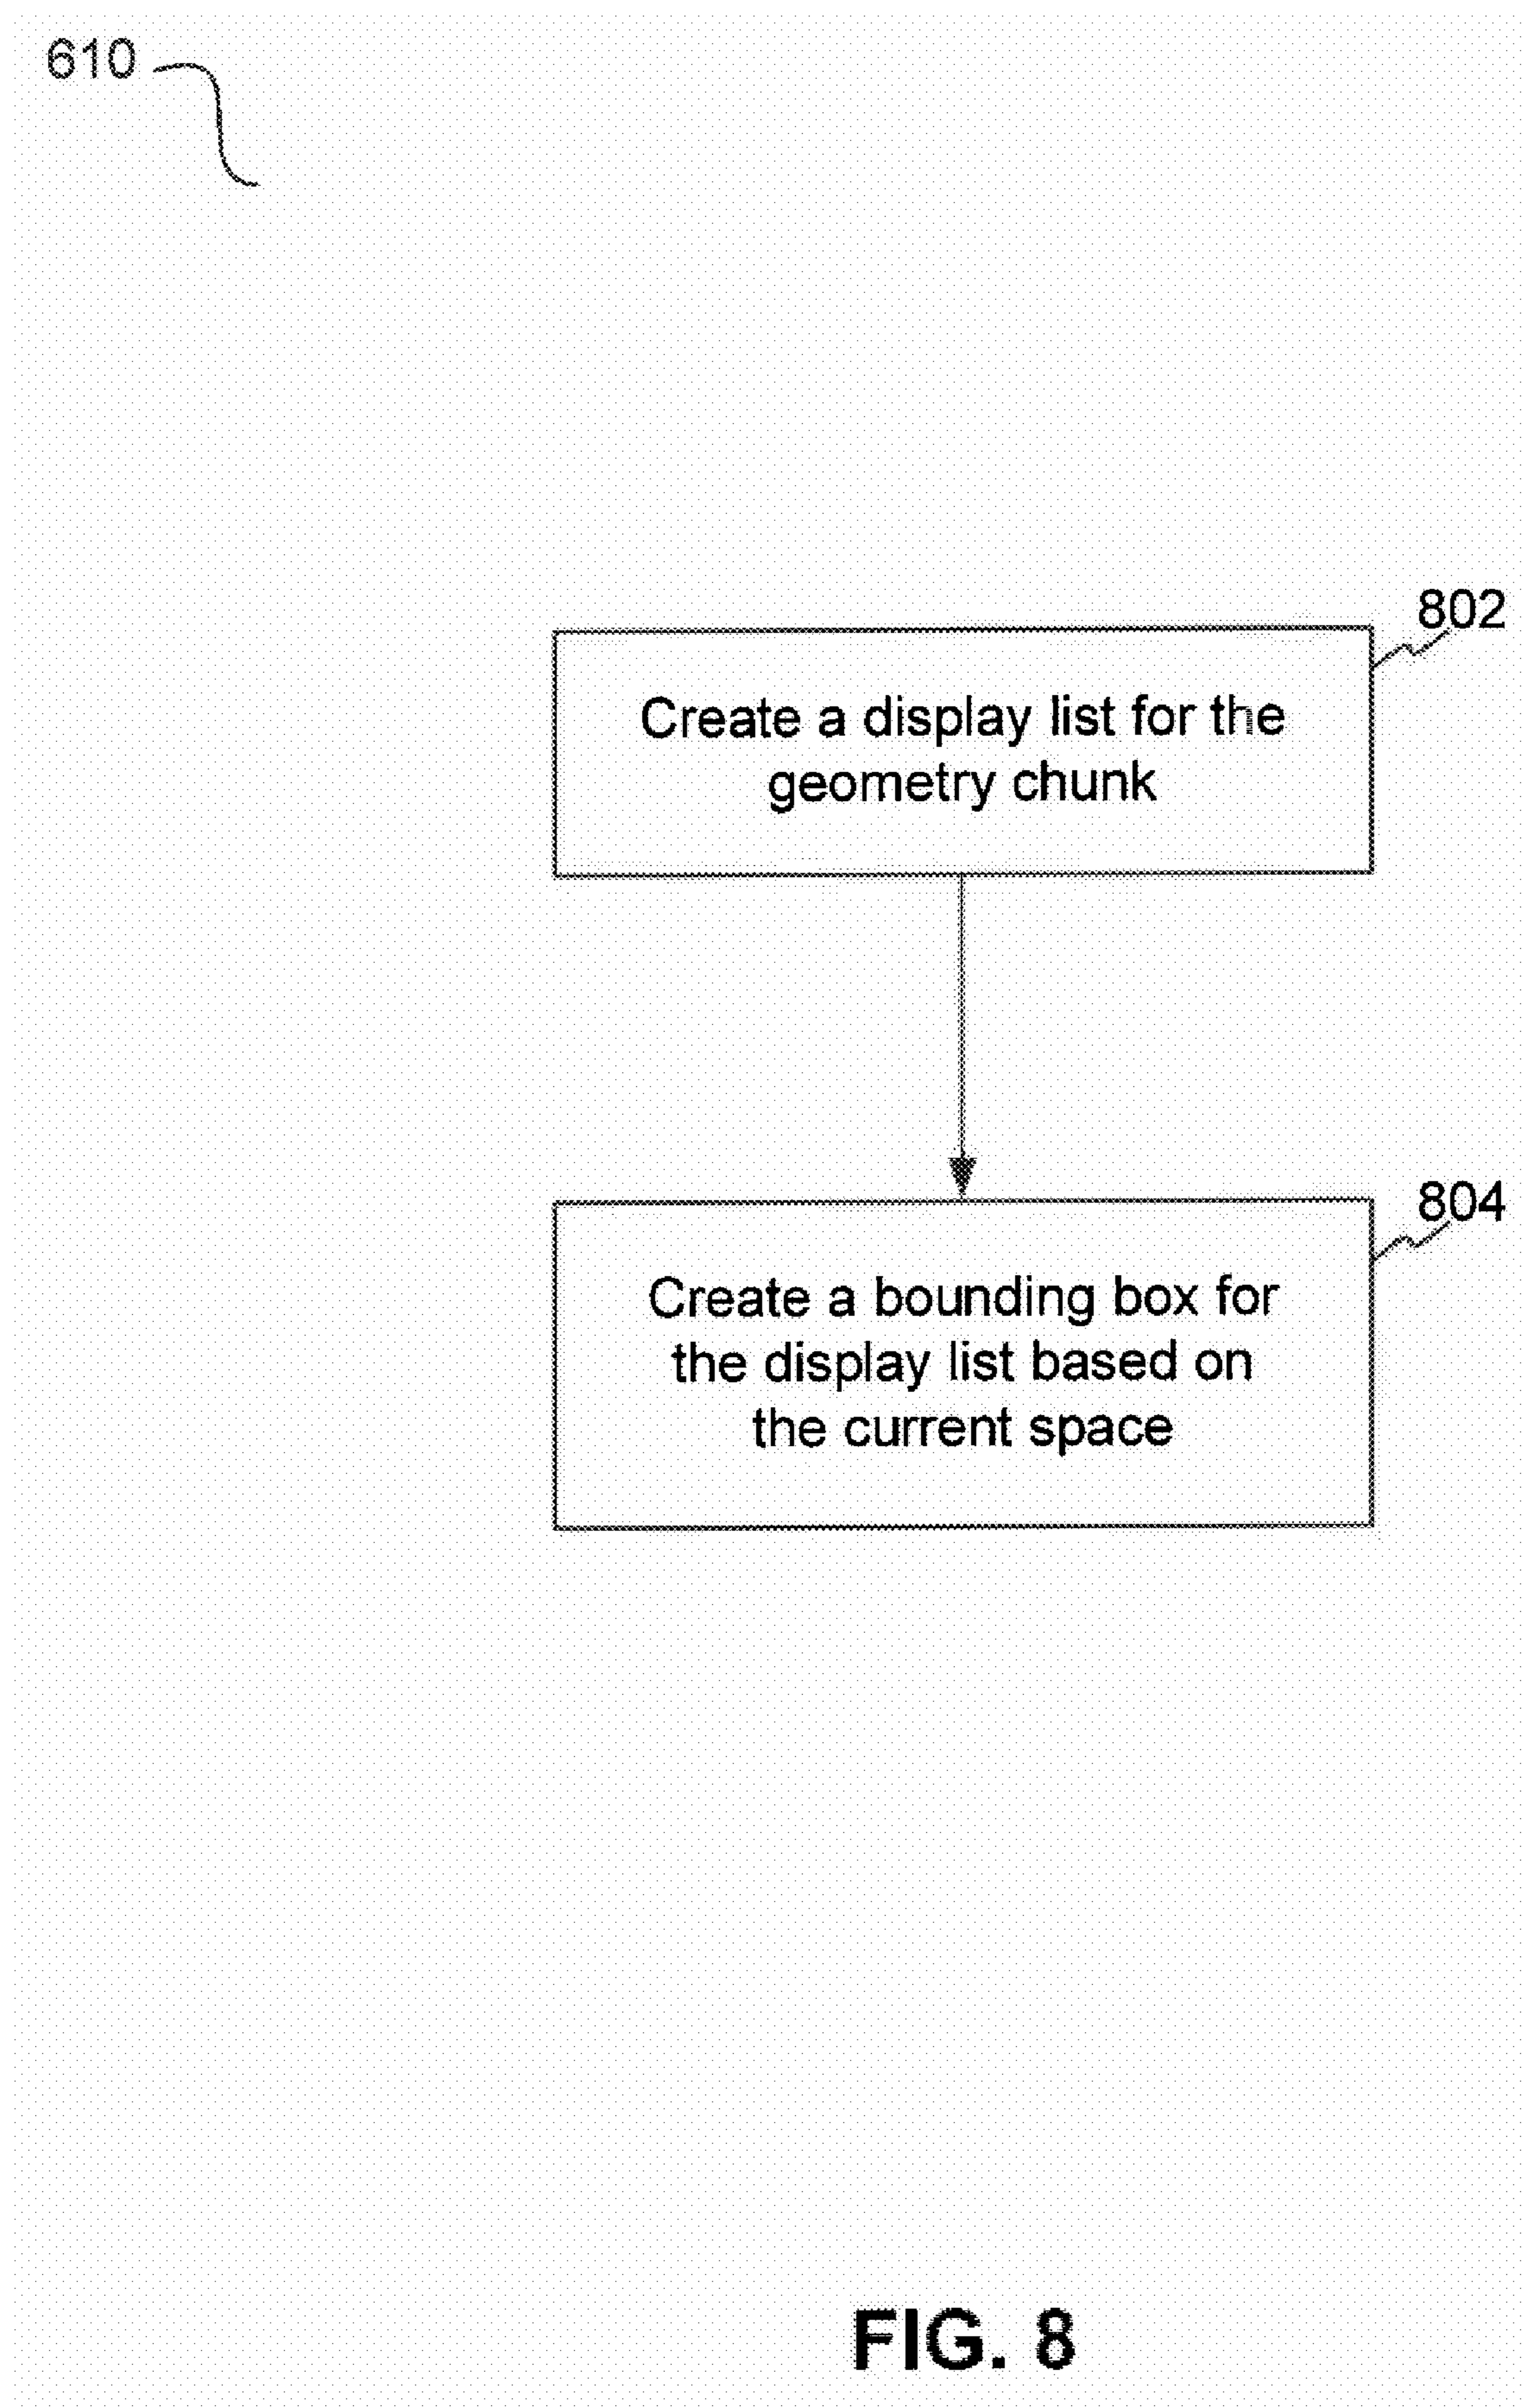 610
802
Create a display list for the
geometry chunk
804
Create a bounding box for
the display list based on
the current space
FIG. 8